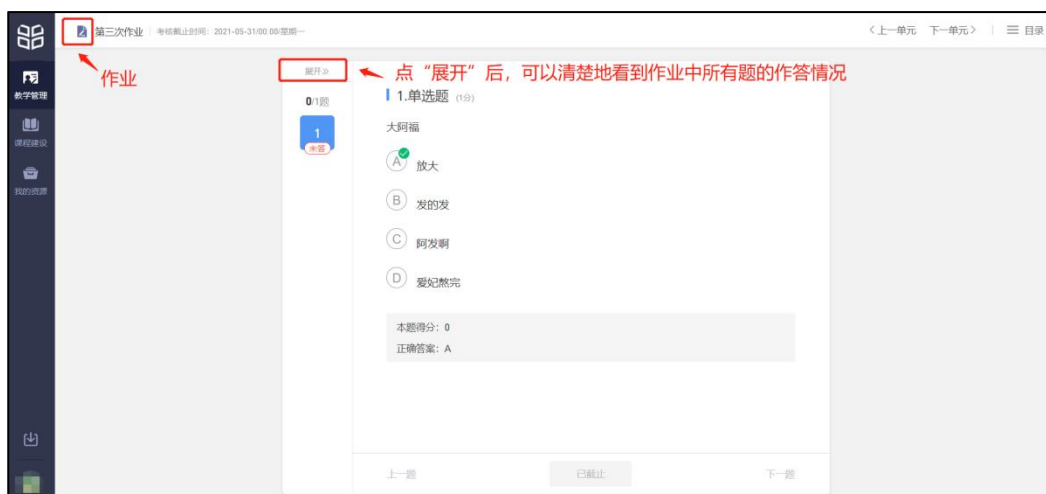 第三次作业 考核截止时间: 2021-05-31/00:00/星期一
〈上一单元 下一单元〉 目录
作业
展开»
点“展开”后，可以清楚地看到作业中所有题的作答情况
教学管理
课程建设
我的资源
0/1题
1
未答
1.单选题 (1分)
大阿福
A 放大
B 发的发
C 阿发啊
D 爱妃熬完
本题得分: 0
正确答案: A
上一题 已截止 下一题